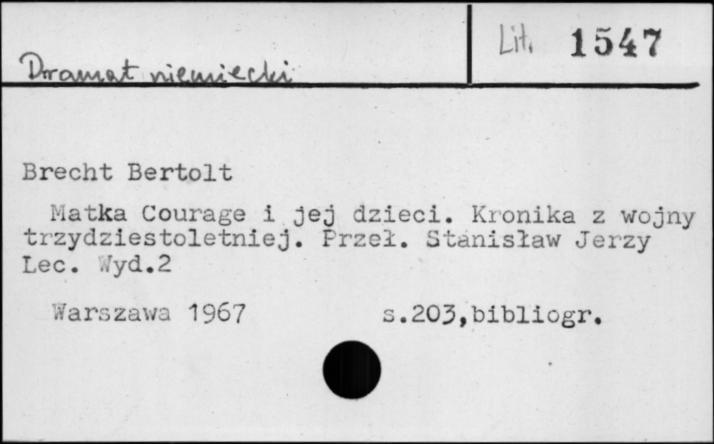 Lit. 1547
Dramat niemiecki
Brecht Bertolt
Matka Courage i jej dzieci. Kronika z wojny
trzydziestoletniej. Przeł. Stanisław Jerzy
Lec. Wyd.2
Warszawa 1967 s.203,bibliogr.